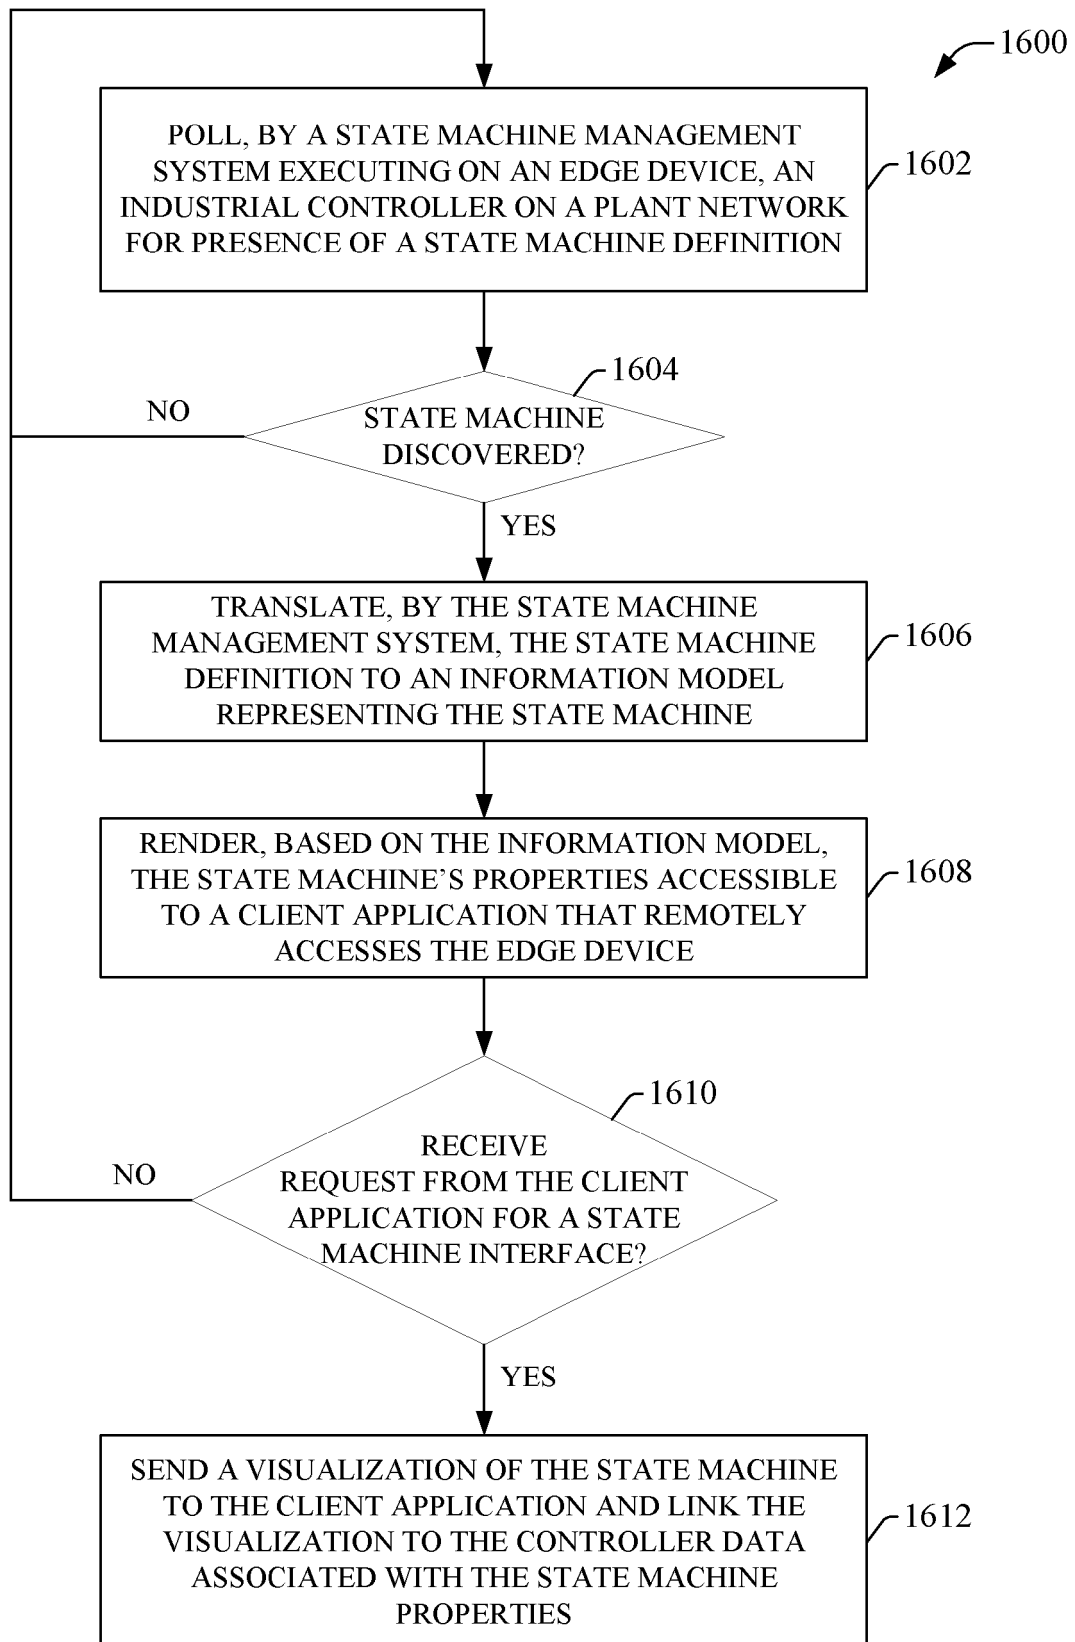 1600
POLL, BY A STATE MACHINE MANAGEMENT
SYSTEM EXECUTING ON AN EDGE DEVICE, AN
INDUSTRIAL CONTROLLER ON A PLANT NETWORK
FOR PRESENCE OF A STATE MACHINE DEFINITION
1602
1604
NO
STATE MACHINE
DISCOVERED?
YES
TRANSLATE, BY THE STATE MACHINE
MANAGEMENT SYSTEM, THE STATE MACHINE
DEFINITION TO AN INFORMATION MODEL
REPRESENTING THE STATE MACHINE
1606
RENDER, BASED ON THE INFORMATION MODEL,
THE STATE MACHINE'S PROPERTIES ACCESSIBLE
TO A CLIENT APPLICATION THAT REMOTELY
ACCESSES THE EDGE DEVICE
1608
1610
NO
RECEIVE
REQUEST FROM THE CLIENT
APPLICATION FOR A STATE
MACHINE INTERFACE?
YES
SEND A VISUALIZATION OF THE STATE MACHINE
TO THE CLIENT APPLICATION AND LINK THE
VISUALIZATION TO THE CONTROLLER DATA
ASSOCIATED WITH THE STATE MACHINE
PROPERTIES
1612